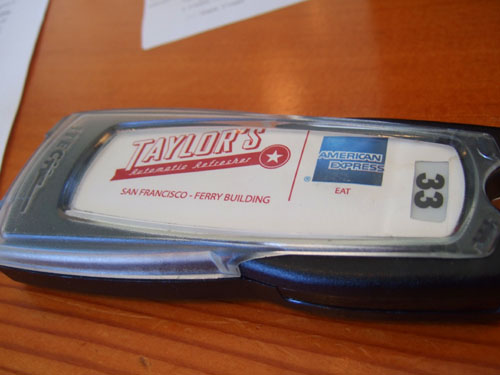 TAYLOR'S
Automatic Refresher
SAN FRANCISCO - FERRY BUILDING
AMERICAN EXPRESS
®
EAT
33